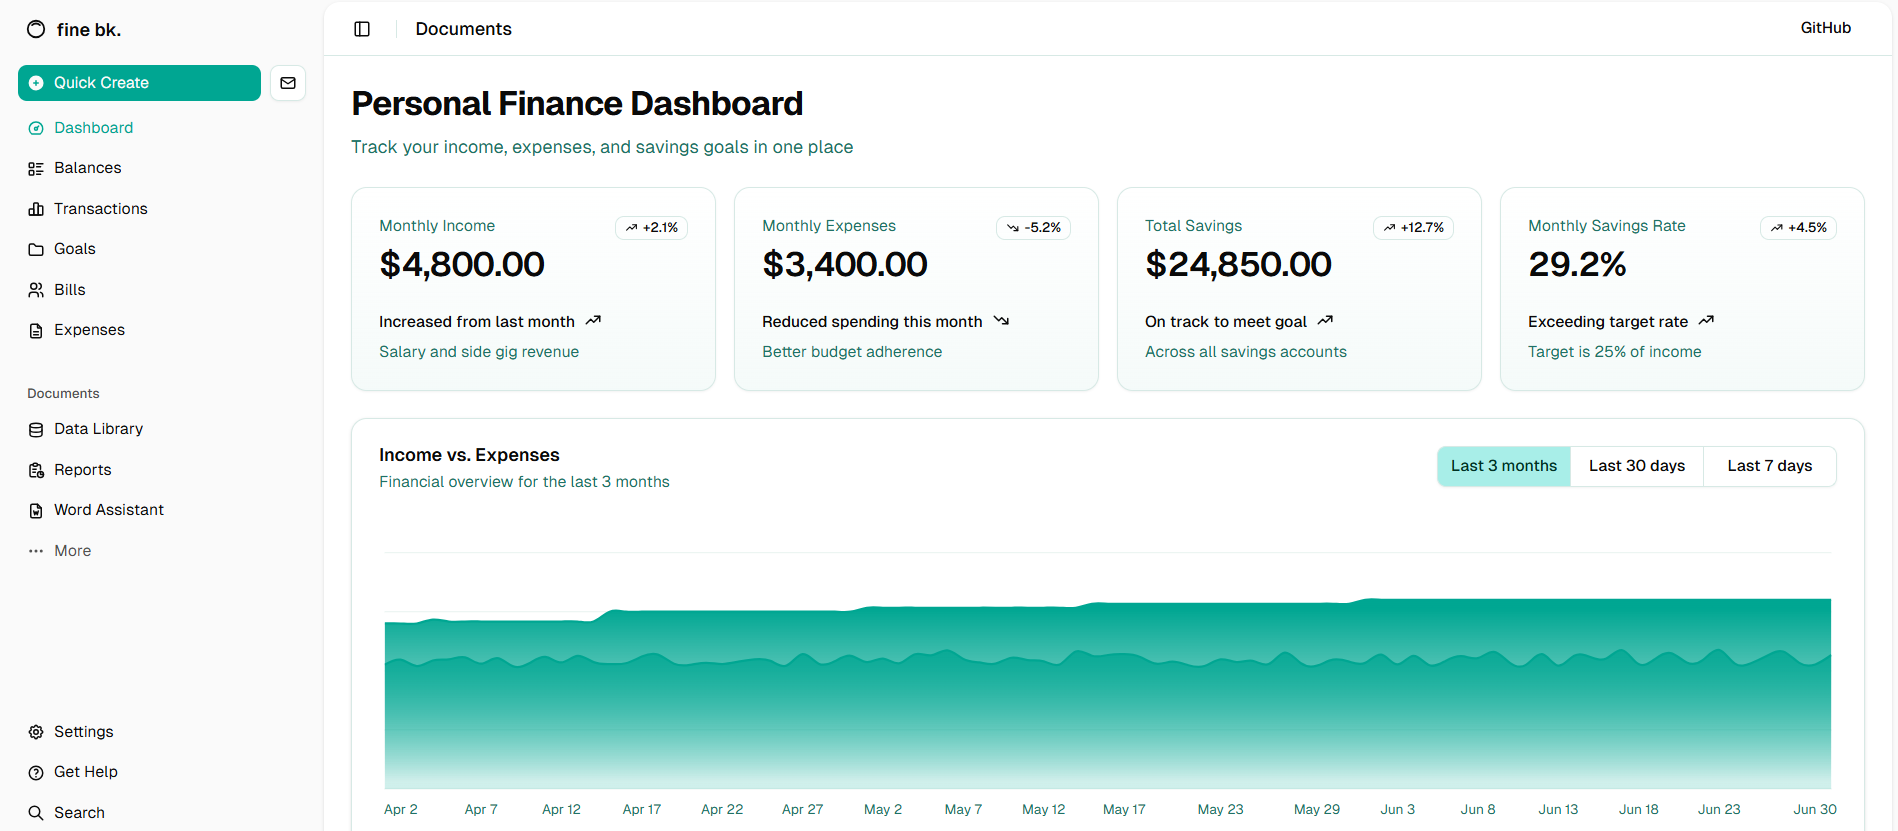 fine bk.
Quick Create
Dashboard
Balances
Transactions
Goals
Bills
Expenses
Documents
Data Library
Reports
Word Assistant
More
Settings
Get Help
Search
Documents
GitHub
Personal Finance Dashboard
Track your income, expenses, and savings goals in one place
Monthly Income
+2.1%
$4,800.00
Increased from last month
Salary and side gig revenue
Monthly Expenses
-5.2%
$3,400.00
Reduced spending this month
Better budget adherence
Total Savings
+12.7%
$24,850.00
On track to meet goal
Across all savings accounts
Monthly Savings Rate
+4.5%
29.2%
Exceeding target rate
Target is 25% of income
Income vs. Expenses
Financial overview for the last 3 months
Last 3 months
Last 30 days
Last 7 days
Apr 2 Apr 7 Apr 12 Apr 17 Apr 22 Apr 27 May 2 May 7 May 12 May 17 May 23 May 29 Jun 3 Jun 8 Jun 13 Jun 18 Jun 23 Jun 30